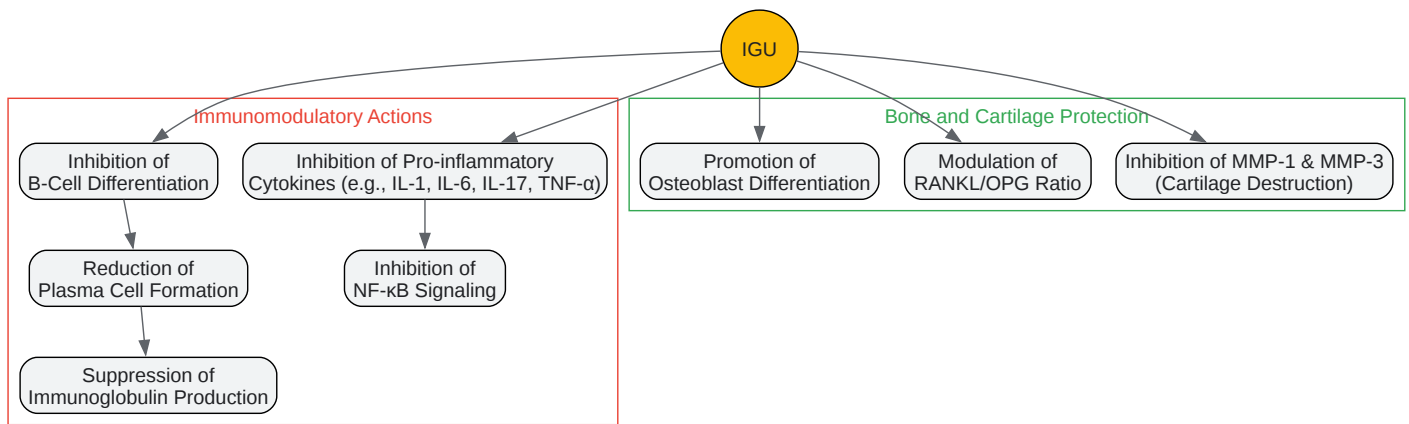 IGU
Immunomodulatory Actions
Bone and Cartilage Protection
Inhibition of
B-Cell Differentiation
Inhibition of Pro-inflammatory
Cytokines (e.g., IL-1, IL-6, IL-17, TNF-α)
Promotion of
Osteoblast Differentiation
Modulation of
RANKL/OPG Ratio
Inhibition of MMP-1 & MMP-3
(Cartilage Destruction)
Reduction of
Plasma Cell Formation
Inhibition of
NF-κB Signaling
Suppression of
Immunoglobulin Production